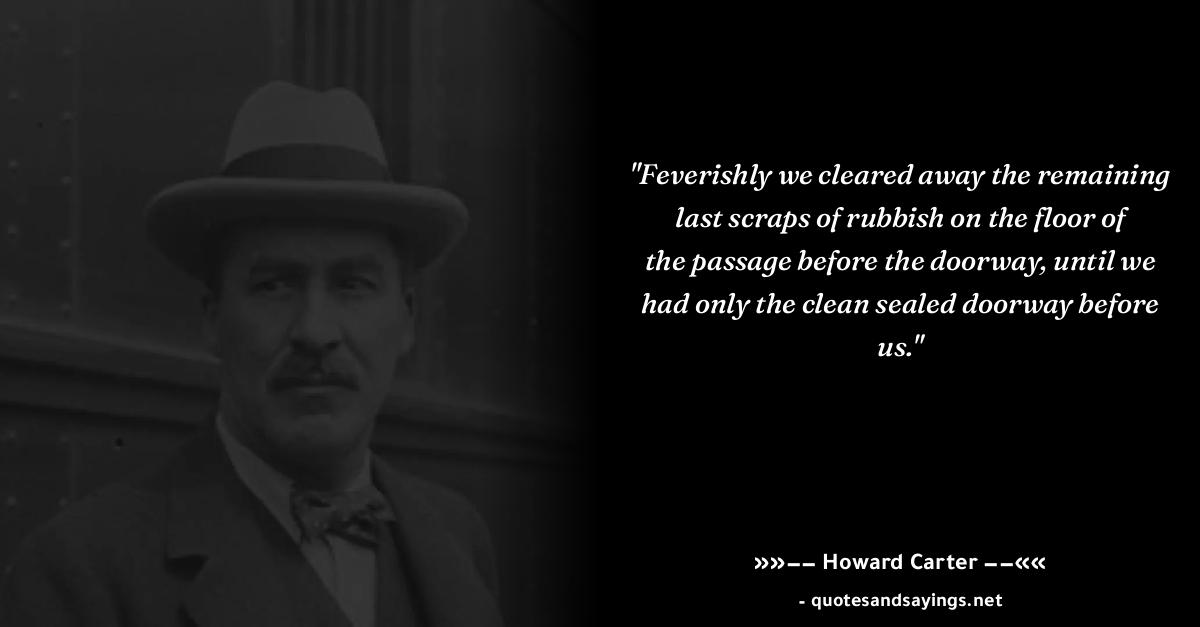 "Feverishly we cleared away the remaining
last scraps of rubbish on the floor of
the passage before the doorway, until we
had only the clean sealed doorway before
us."
»»−− Howard Carter −−««
- quotesandsayings.net